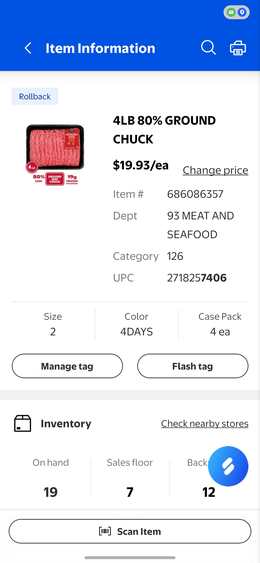 Item Information
Rollback
4LB 80% GROUND
CHUCK
$19.93/ea
Change price
Item # 686086357
Dept 93 MEAT AND
SEAFOOD
Category 126
UPC 2718257406
Size Color Case Pack
2 4DAYS 4 ea
Manage tag Flash tag
Inventory Check nearby stores
On hand Sales floor Back
19 7 12
Scan Item